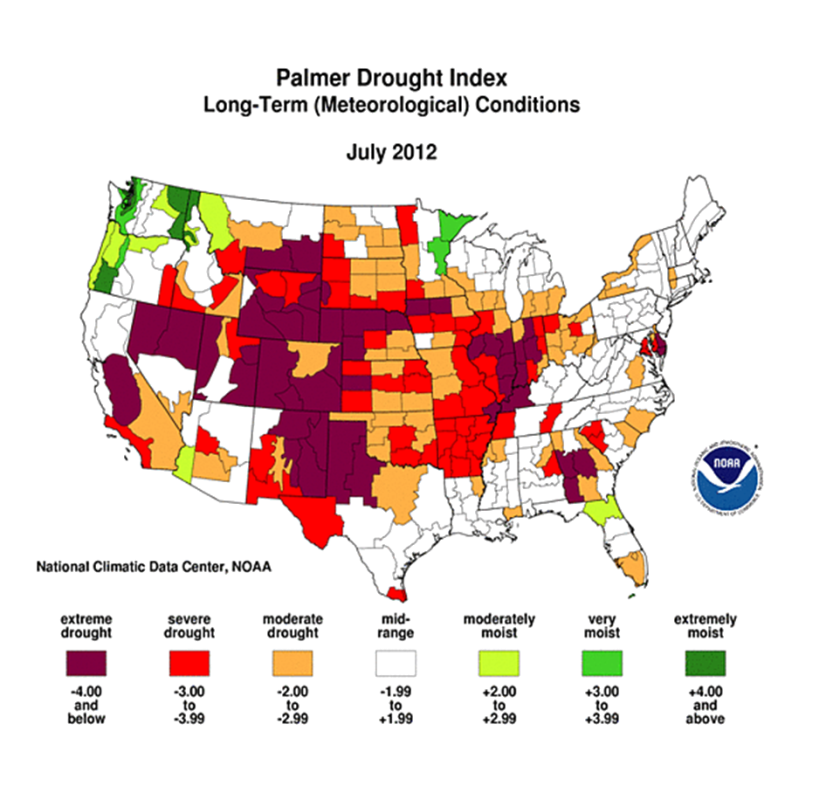 Palmer Drought Index
Long-Term (Meteorological) Conditions
July 2012
NOAA
National Climatic Data Center, NOAA
extreme drought
severe drought
moderate drought
mid-range
moderately moist
very moist
extremely moist
-4.00 and below
-3.00 to -3.99
-2.00 to -2.99
-1.99 to +1.99
+2.00 to +2.99
+3.00 to +3.99
+4.00 and above